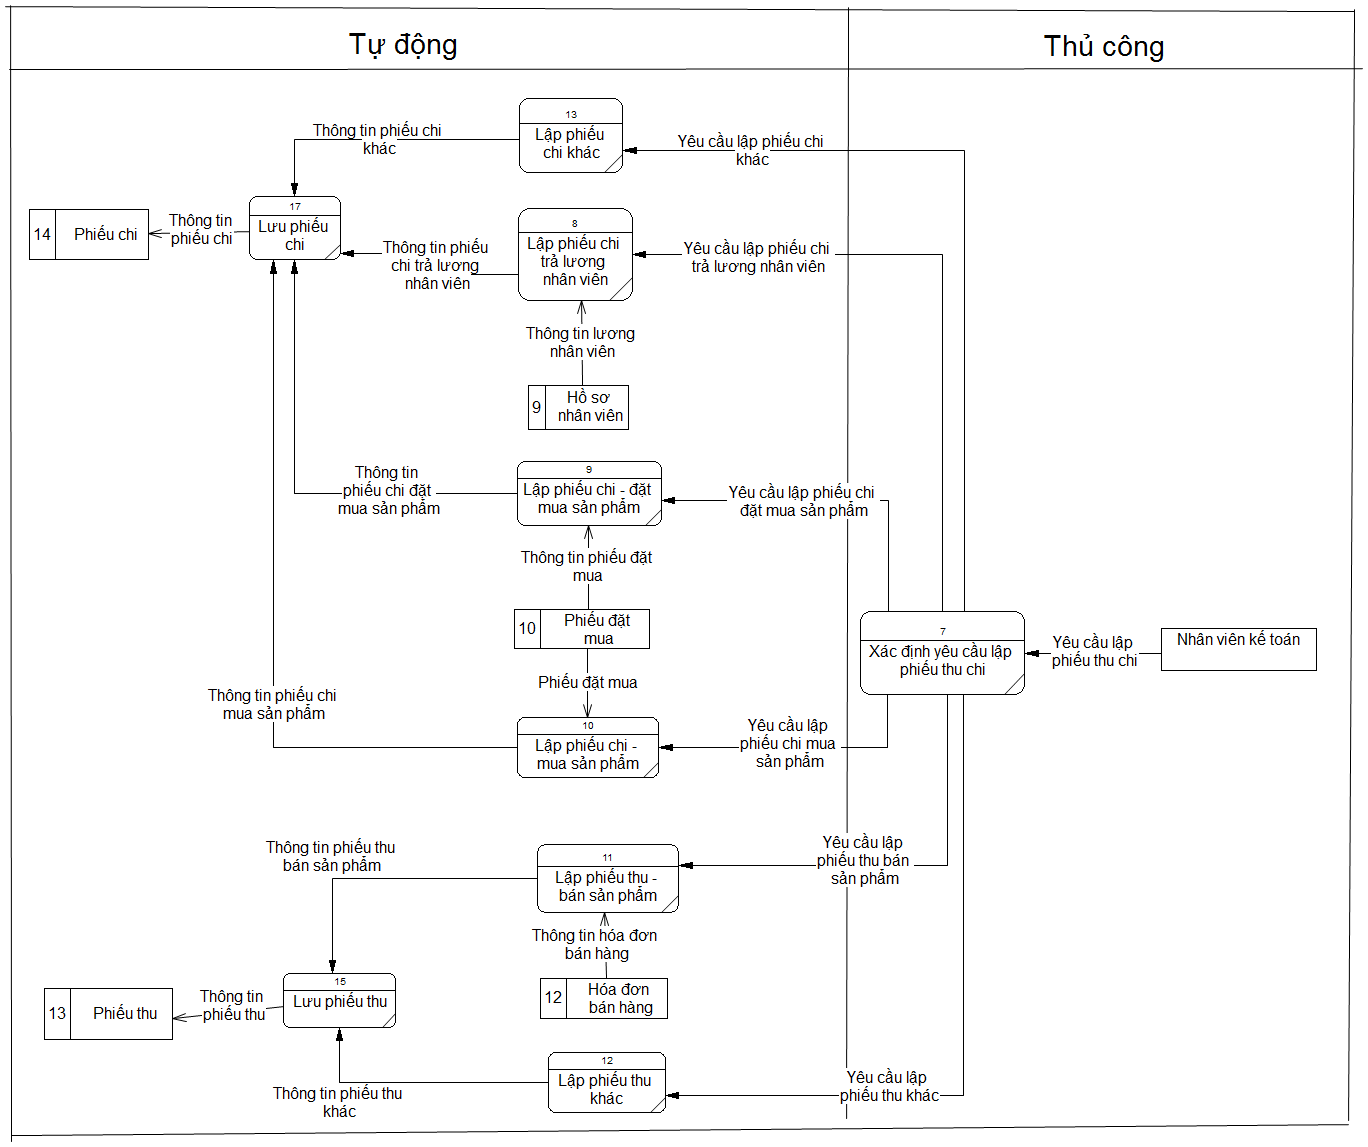 Tự động
Thủ công
13
Lập phiếu
chi khác
Thông tin phiếu chi
khác
Yêu cầu lập phiếu chi
khác
17
Lưu phiếu
chi
14
Phiếu chi
Thông tin
phiếu chi
8
Lập phiếu chi
trả lương
nhân viên
Thông tin phiếu
chi trả lương
nhân viên
Yêu cầu lập phiếu chi
trả lương nhân viên
Thông tin lương
nhân viên
9
Hồ sơ
nhân viên
9
Lập phiếu chi - đặt
mua sản phẩm
Thông tin
phiếu chi đặt
mua sản phẩm
Yêu cầu lập phiếu chi
đặt mua sản phẩm
Thông tin phiếu đặt
mua
10
Phiếu đặt
mua
7
Xác định yêu cầu lập
phiếu thu chi
Yêu cầu lập
phiếu thu chi
Nhân viên kế toán
Phiếu đặt mua
Thông tin phiếu chi
mua sản phẩm
10
Lập phiếu chi -
mua sản phẩm
Yêu cầu lập
phiếu chi mua
sản phẩm
Thông tin phiếu thu
bán sản phẩm
11
Lập phiếu thu -
bán sản phẩm
Yêu cầu lập
phiếu thu bán
sản phẩm
Thông tin hóa đơn
bán hàng
12
Hóa đơn
bán hàng
15
Lưu phiếu thu
13
Phiếu thu
Thông tin
phiếu thu
12
Lập phiếu thu
khác
Thông tin phiếu thu
khác
Yêu cầu lập
phiếu thu khác